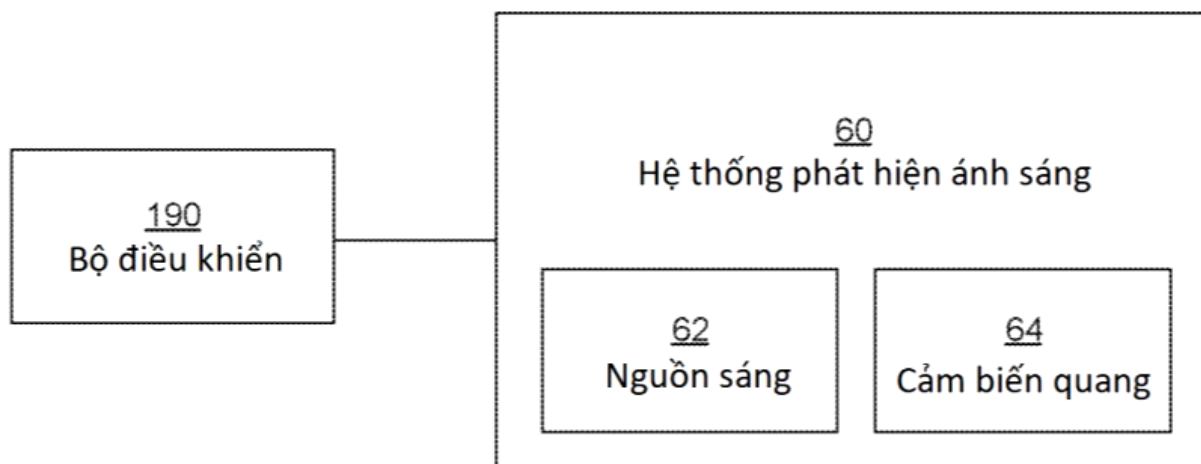 60
Hệ thống phát hiện ánh sáng
190
Bộ điều khiển
62
Nguồn sáng
64
Cảm biến quang